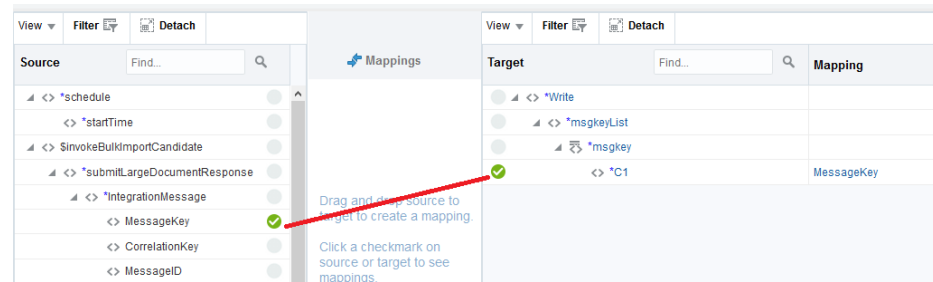 View Filter Detach
View Filter Detach
Source Find...
Mappings
Target Find... Mapping
*schedule
*startTime
$invokeBulkImportCandidate
*submitLargeDocumentResponse
*IntegrationMessage
MessageKey
CorrelationKey
MessageID
Drag and drop source to
target to create a mapping.
Click a checkmark on
source or target to see
mappings.
*Write
*msgkeyList
*msgkey
*C1 MessageKey